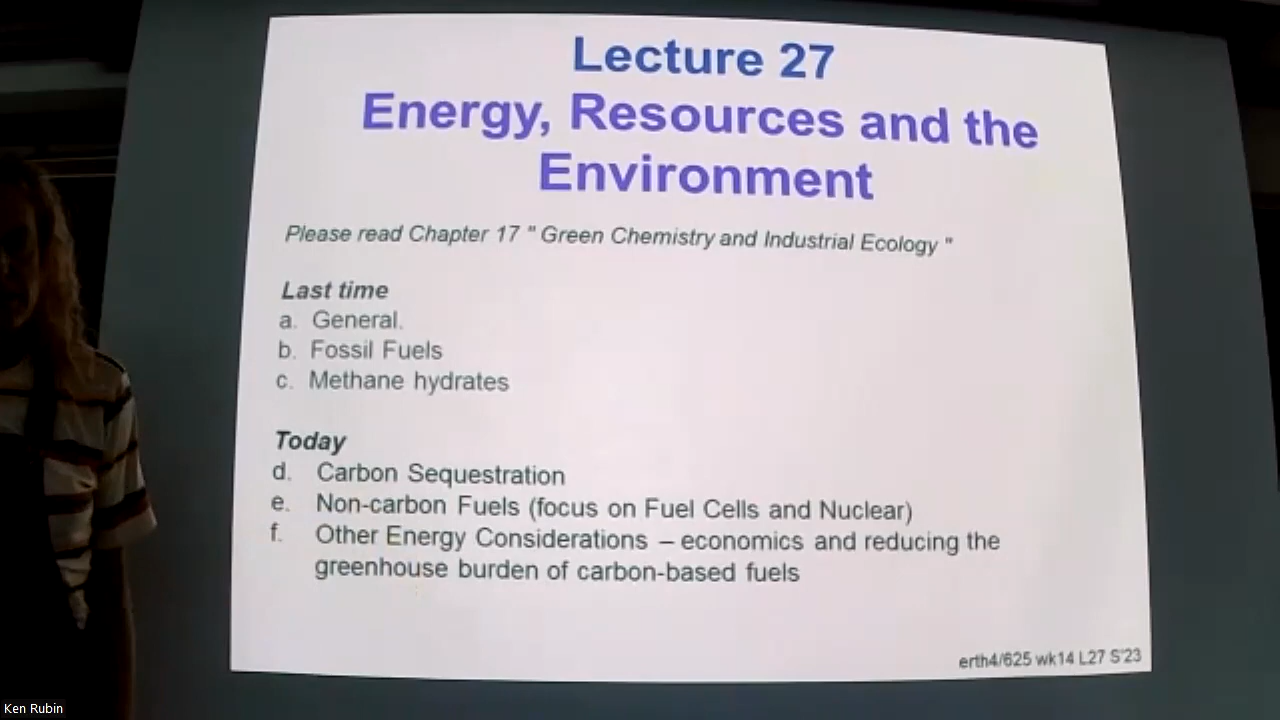 Lecture 27
Energy, Resources and the
Environment
Please read Chapter 17 " Green Chemistry and Industrial Ecology "
Last time
a. General.
b. Fossil Fuels
c. Methane hydrates
Today
d. Carbon Sequestration
e. Non-carbon Fuels (focus on Fuel Cells and Nuclear)
f. Other Energy Considerations – economics and reducing the
greenhouse burden of carbon-based fuels
erth4/625 wk14 L27 S'23
Ken Rubin